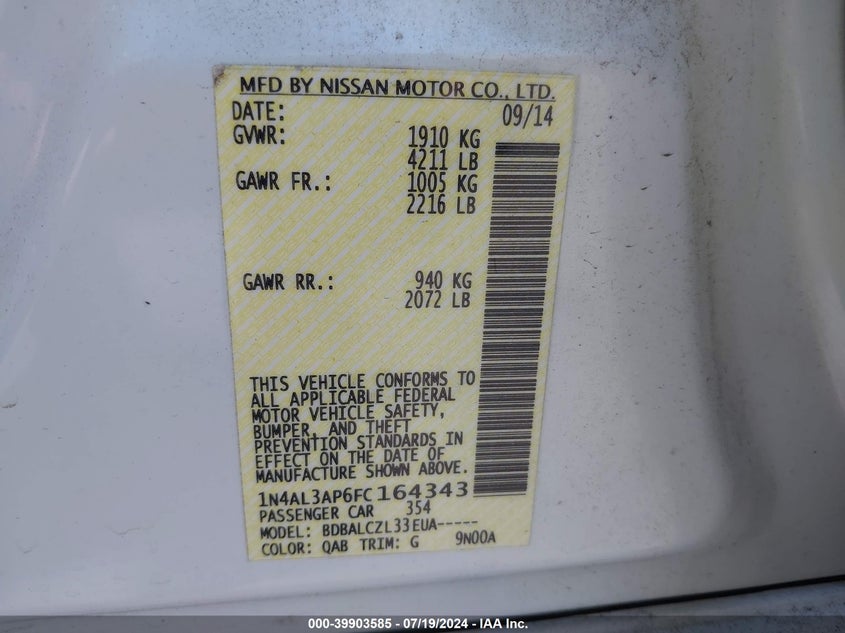 MFD BY NISSAN MOTOR CO., LTD.
DATE: 09/14
GVWR: 1910 KG
4211 LB
GAWR FR.: 1005 KG
2216 LB
GAWR RR.: 940 KG
2072 LB
THIS VEHICLE CONFORMS TO
ALL APPLICABLE FEDERAL
MOTOR VEHICLE SAFETY,
BUMPER, AND THEFT
PREVENTION STANDARDS IN
EFFECT ON THE DATE OF
MANUFACTURE SHOWN ABOVE.
1N4AL3AP6FC164343
PASSENGER CAR 354
MODEL: BDBALCZL33EUA-----
COLOR: QAB TRIM: G 9N00A
000-39903585 - 07/19/2024 - IAA Inc.